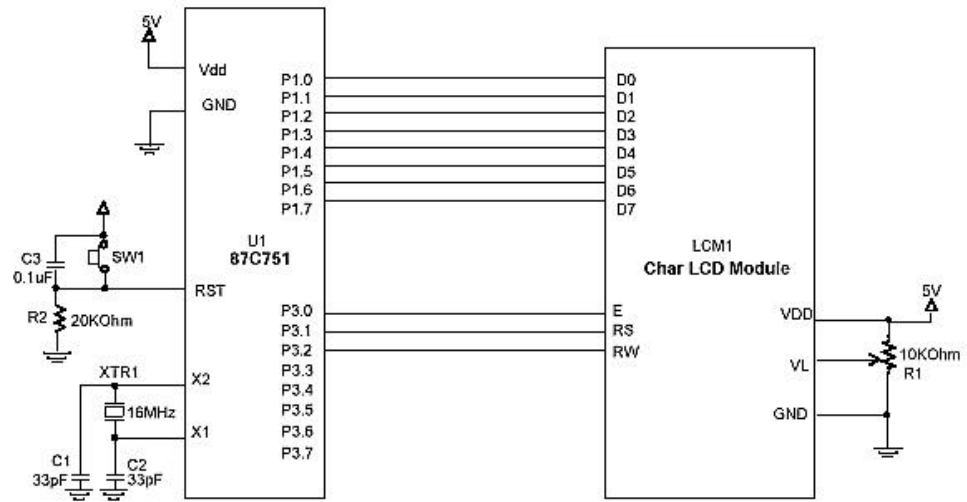 5V
Vdd
GND
P1.0
P1.1
P1.2
P1.3
P1.4
P1.5
P1.6
P1.7
D0
D1
D2
D3
D4
D5
D6
D7
C3
0.1uF
SW1
RST
R2
20KOhm
U1
87C751
LCM1
Char LCD Module
P3.0
P3.1
P3.2
P3.3
P3.4
P3.5
P3.6
P3.7
E
RS
RW
5V
VDD
VL
GND
10KOhm
R1
XTR1
X2
16MHz
X1
C1
33pF
C2
33pF